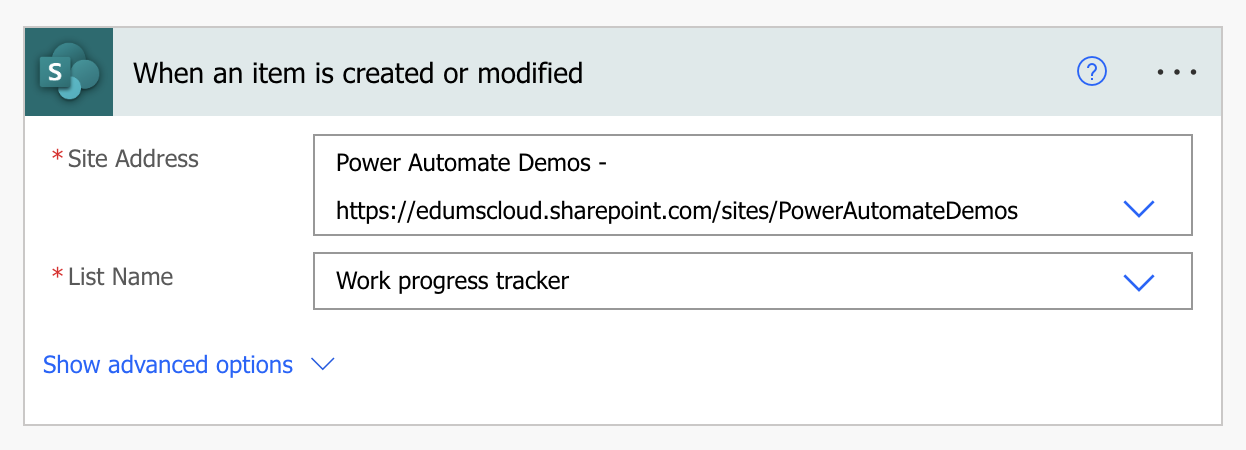 S
When an item is created or modified
?
* Site Address
Power Automate Demos -
https://edumscloud.sharepoint.com/sites/PowerAutomateDemos
* List Name
Work progress tracker
Show advanced options